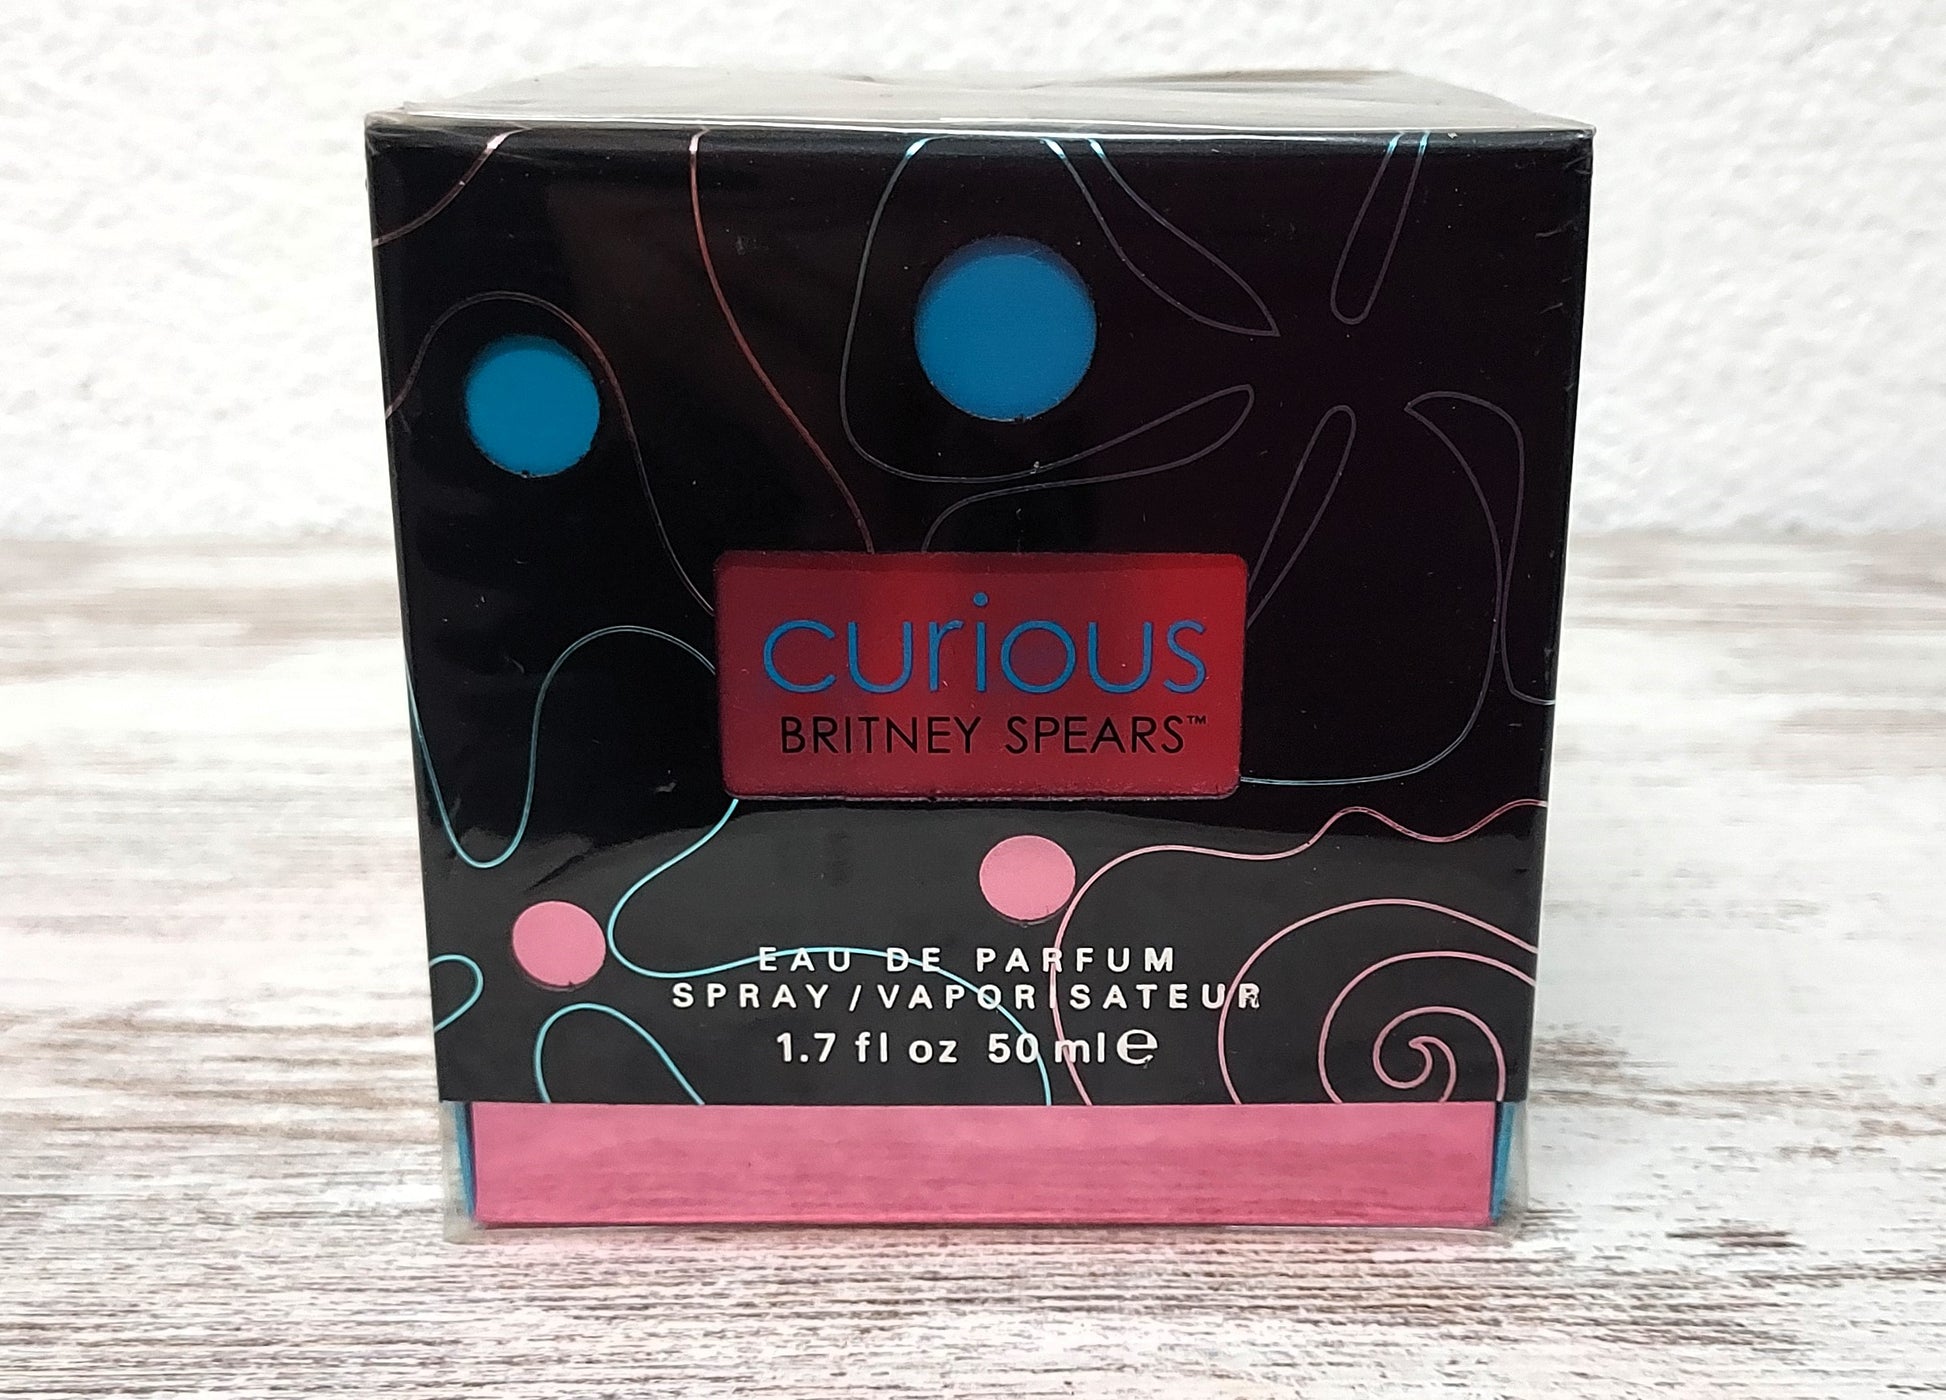 curious
BRITNEY SPEARS™
EAU DE PARFUM
SPRAY/VAPORISATEUR
1.7 fl oz 50 ml ℮